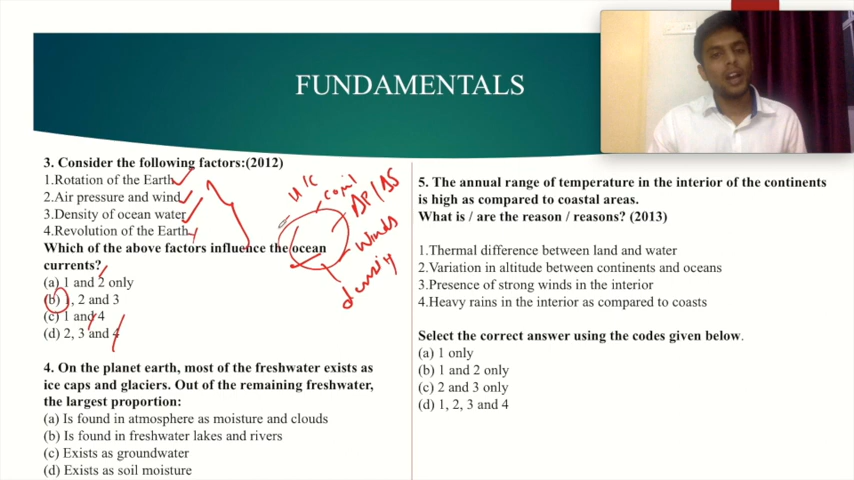 FUNDAMENTALS
3. Consider the following factors:(2012)
1.Rotation of the Earth
2.Air pressure and wind
3.Density of ocean water
4.Revolution of the Earth
Which of the above factors influence the ocean
currents?
(a) 1 and 2 only
(b) 1, 2 and 3
(c) 1 and 4
(d) 2, 3 and 4
winds
density
4. On the planet earth, most of the freshwater exists as
ice caps and glaciers. Out of the remaining freshwater,
the largest proportion:
(a) Is found in atmosphere as moisture and clouds
(b) Is found in freshwater lakes and rivers
(c) Exists as groundwater
(d) Exists as soil moisture
5. The annual range of temperature in the interior of the continents
is high as compared to coastal areas.
What is / are the reason / reasons? (2013)
1.Thermal difference between land and water
2.Variation in altitude between continents and oceans
3.Presence of strong winds in the interior
4.Heavy rains in the interior as compared to coasts
Select the correct answer using the codes given below.
(a) 1 only
(b) 1 and 2 only
(c) 2 and 3 only
(d) 1, 2, 3 and 4